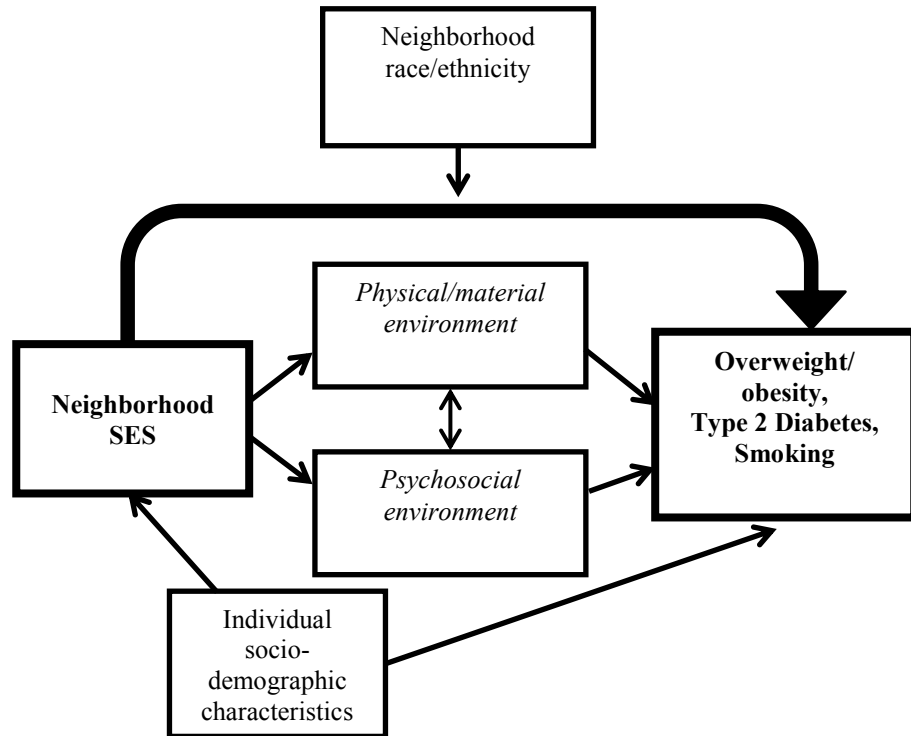 Neighborhood
race/ethnicity
Physical/material
environment
Neighborhood
SES
Overweight/
obesity,
Type 2 Diabetes,
Smoking
Psychosocial
environment
Individual
socio-
demographic
characteristics